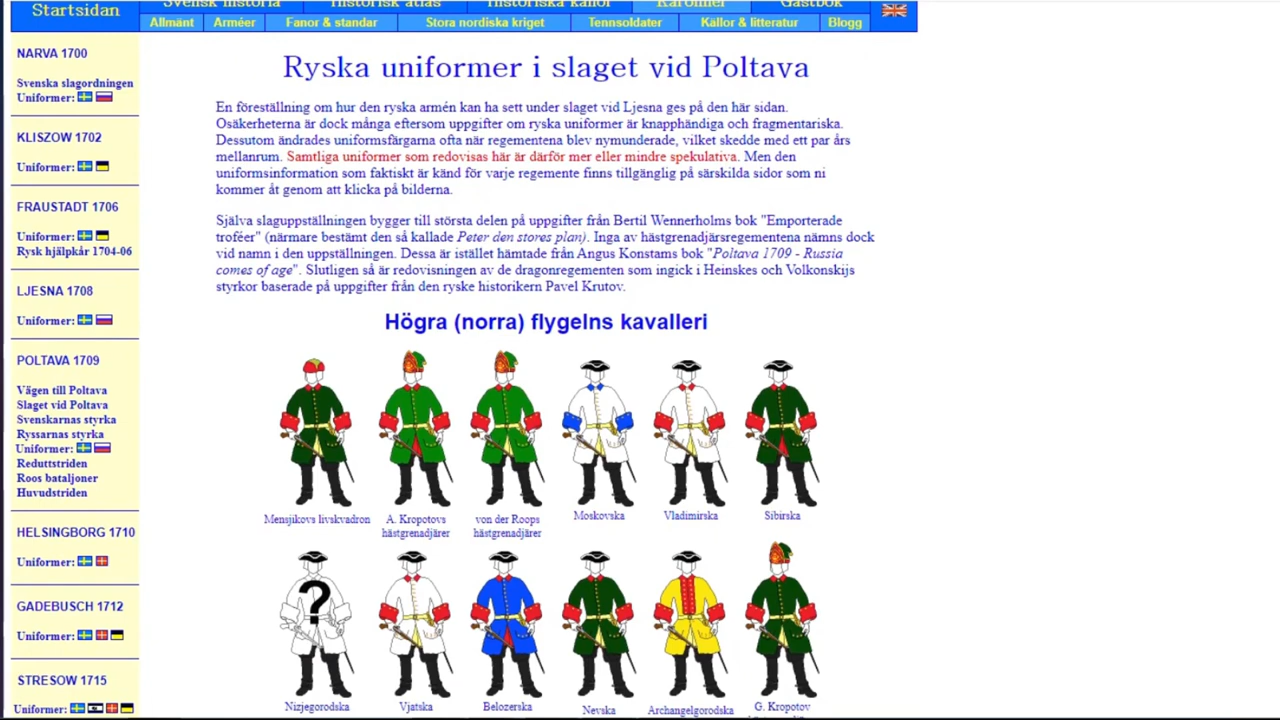 Startsidan
Svensk historia
Historisk atlas
Historiska källor
Karoliner
Gästbok
Allmänt
Arméer
Fanor & standar
Stora nordiska kriget
Tennsoldater
Källor & litteratur
Blogg
NARVA 1700
Svenska slagordningen
Uniformer:
KLISZOW 1702
Uniformer:
FRAUSTADT 1706
Uniformer:
Rysk hjälpkår 1704-06
LJESNA 1708
Uniformer:
POLTAVA 1709
Vägen till Poltava
Slaget vid Poltava
Svenskarnas styrka
Ryssarnas styrka
Uniformer:
Reduttstriden
Roos bataljoner
Huvudstriden
HELSINGBORG 1710
Uniformer:
GADEBUSCH 1712
Uniformer:
STRESOW 1715
Uniformer:
Ryska uniformer i slaget vid Poltava
En föreställning om hur den ryska armén kan ha sett under slaget vid Ljesna ges på den här sidan.
Osäkerheterna är dock många eftersom uppgifter om ryska uniformer är knapphändiga och fragmentariska.
Dessutom ändrades uniformsfärgarna ofta när regementena blev nymunderade, vilket skedde med ett par års
mellanrum. Samtliga uniformer som redovisas här är därför mer eller mindre spekulativa. Men den
uniformsinformation som faktiskt är känd för varje regemente finns tillgänglig på särskilda sidor som ni
kommer åt genom att klicka på bilderna.
Själva slaguppställningen bygger till största delen på uppgifter från Bertil Wennerholms bok "Emporterade
troféer" (närmare bestämt den så kallade Peter den stores plan). Inga av hästgrenadjärsregementena nämns dock
vid namn i den uppställningen. Dessa är istället hämtade från Angus Konstams bok "Poltava 1709 - Russia
comes of age". Slutligen så är redovisningen av de dragonregementen som ingick i Heinskes och Volkonskijs
styrkor baserade på uppgifter från den ryske historikern Pavel Krutov.
Högra (norra) flygelns kavalleri
Mensjikovs livskvadron
A. Kropotovs
hästgrenadjärer
von der Roops
hästgrenadjärer
Moskovska
Vladimirska
Sibirska
?
Nizjegorodska
Vjatska
Belozerska
Nevska
Archangelgorodska
G. Kropotov